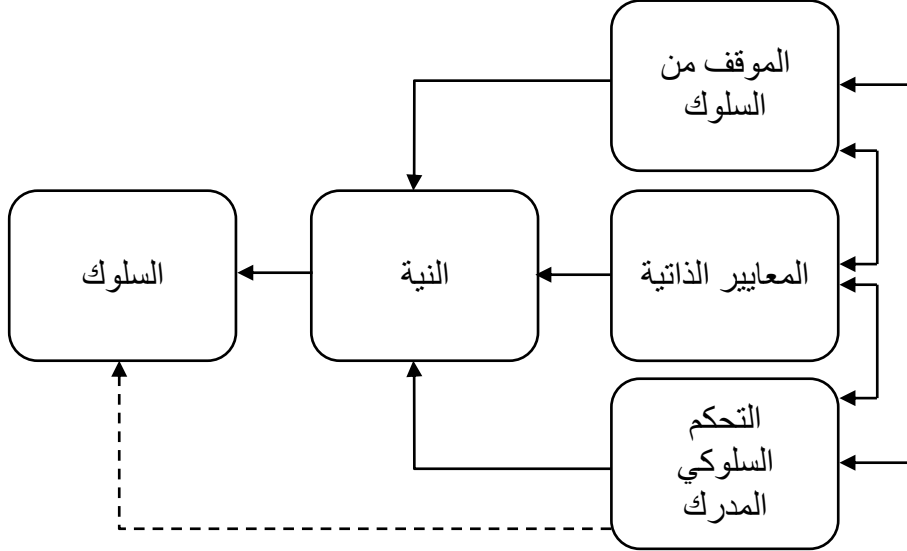 الموقف من
السلوك
المعايير الذاتية
النية
السلوك
التحكم
السلوكي
المدرك